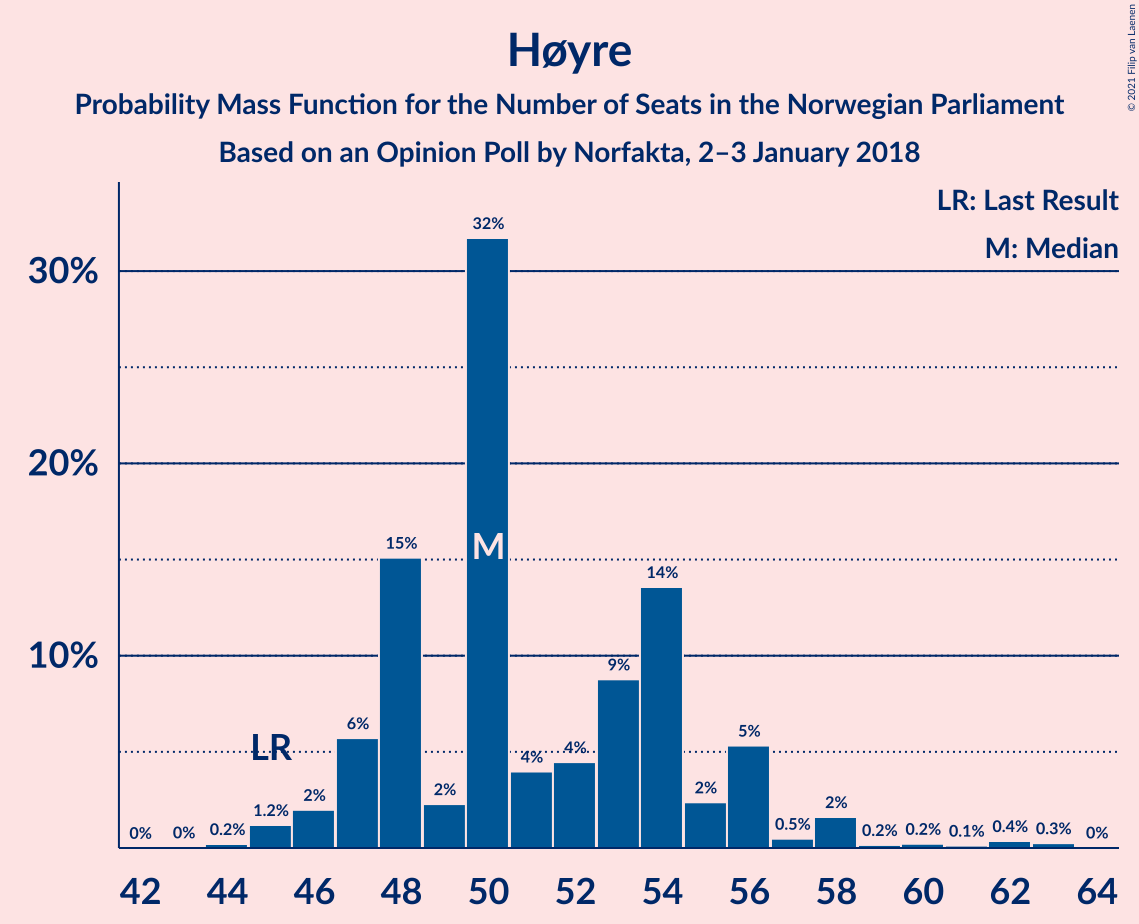 Høyre
Probability Mass Function for the Number of Seats in the Norwegian Parliament
Based on an Opinion Poll by Norfakta, 2–3 January 2018
© 2021 Filip van Laenen
LR: Last Result
M: Median
30%
20%
10%
0%
0%
0.2%
1.2%
2%
6%
15%
2%
32%
4%
4%
9%
14%
2%
5%
0.5%
2%
0.2%
0.2%
0.1%
0.4%
0.3%
0%
LR
M
42 44 46 48 50 52 54 56 58 60 62 64